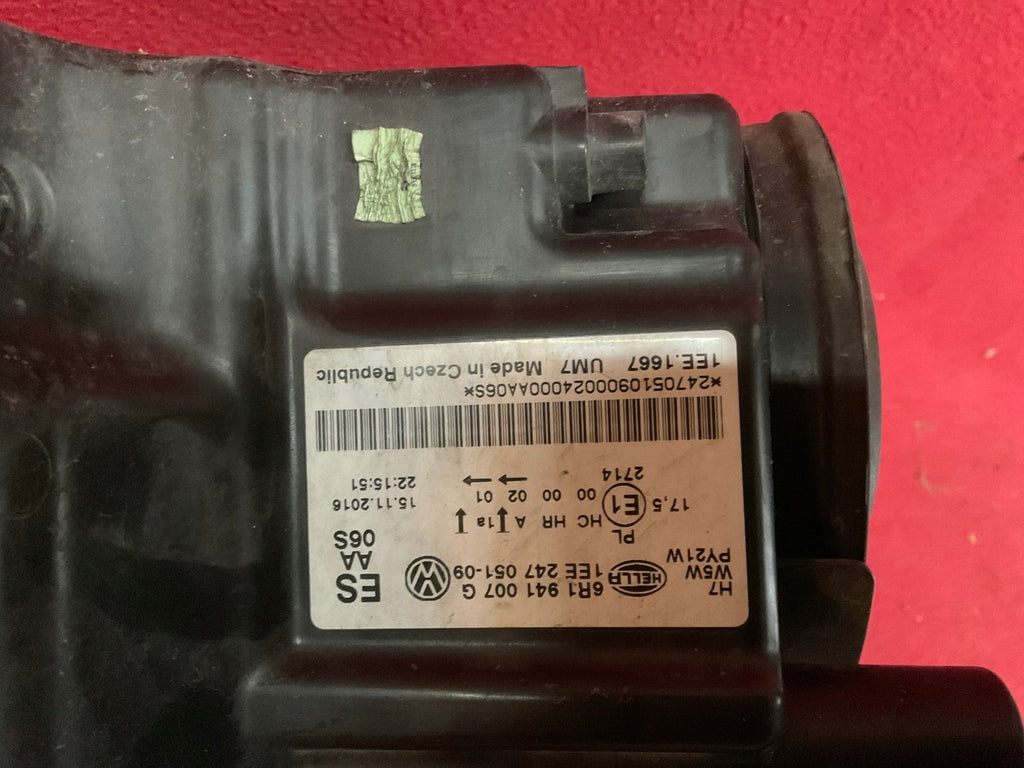 H7
W5W
PY21W
HELLA
6R1 941 007 G
1EE 247 051-09
ES
AA
06S
PL
17,5 E1 HC HR A 1a
00 00 02 01
2714
15.11.2016
22:15:51
*2470510900024000AA06S*
1EE.1667 UM7 Made in Czech Republic